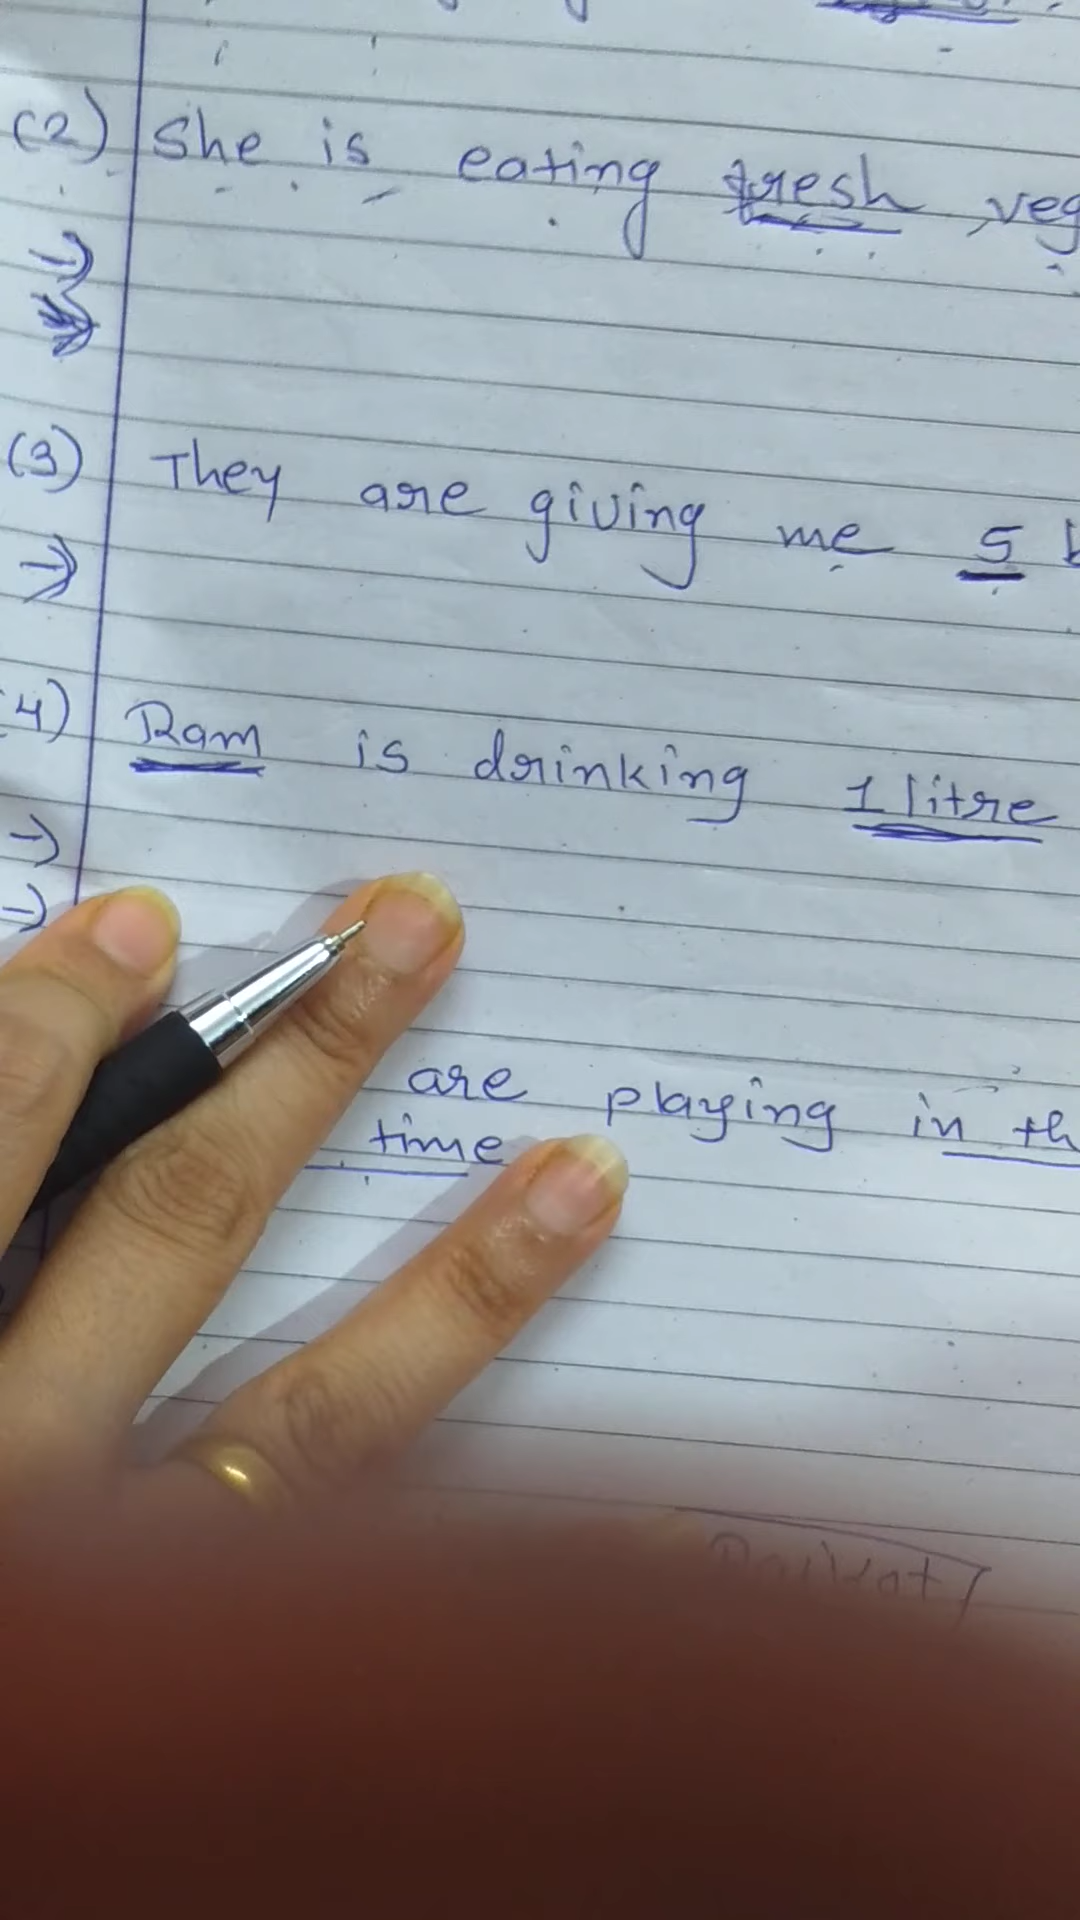 (2) She is eating fresh veg
(3) They are giving me 5 b
4) Ram is drinking 1 litre
are playing in th
time